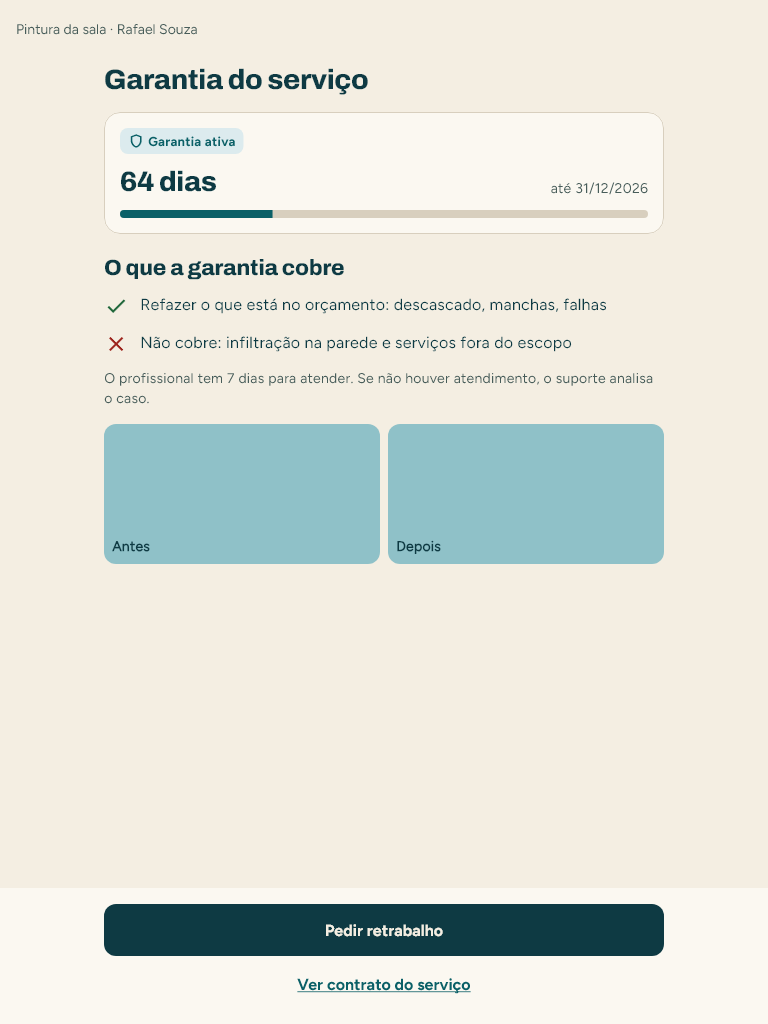 Pintura da sala · Rafael Souza
Garantia do serviço
Garantia ativa
64 dias
até 31/12/2026
O que a garantia cobre
Refazer o que está no orçamento: descascado, manchas, falhas
Não cobre: infiltração na parede e serviços fora do escopo
O profissional tem 7 dias para atender. Se não houver atendimento, o suporte analisa
o caso.
Antes
Depois
Pedir retrabalho
Ver contrato do serviço